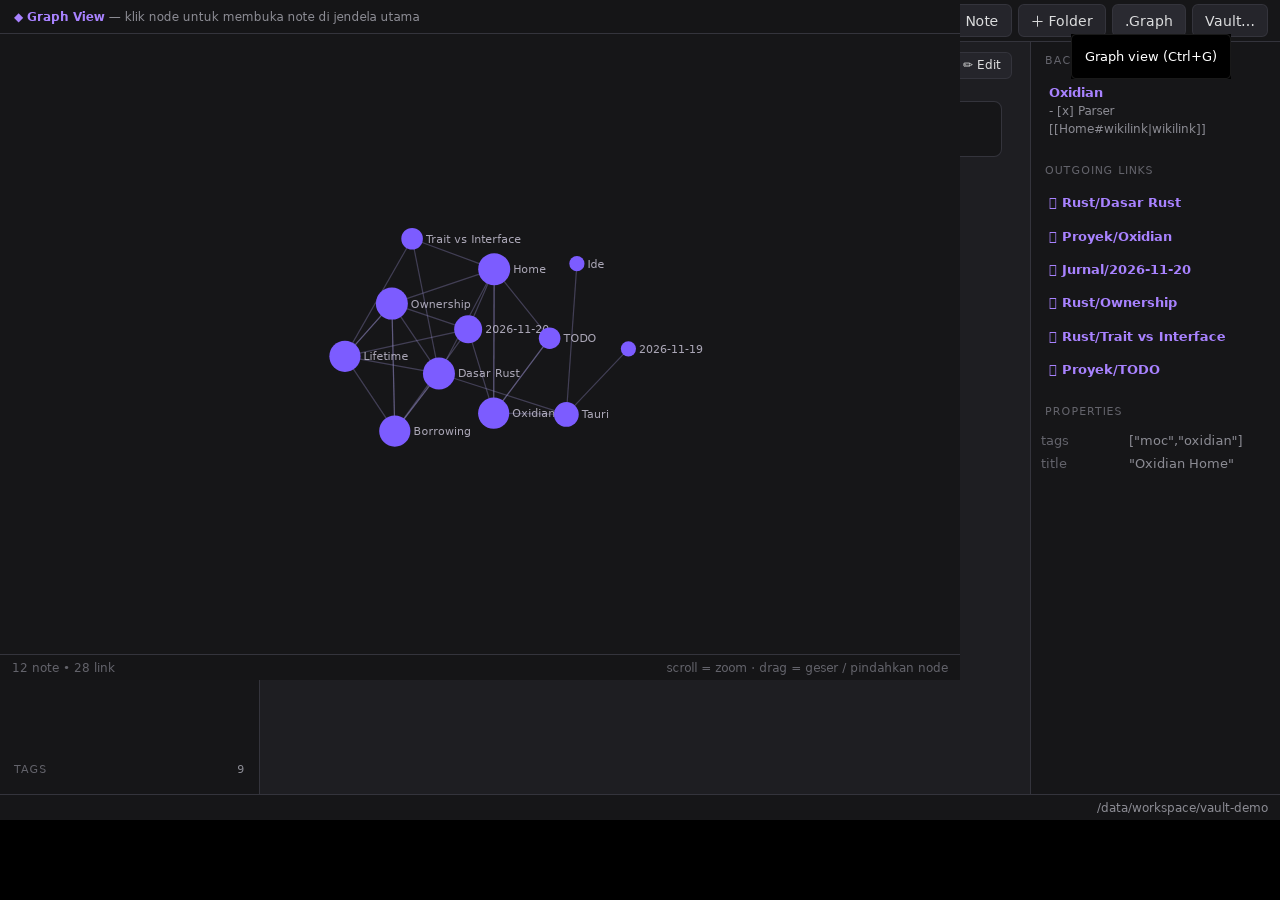 ◆ Graph View — klik node untuk membuka note di jendela utama
Note
+ Folder
.Graph
Vault...
Graph view (Ctrl+G)
✏ Edit
Oxidian
- [x] Parser
[[Home#wikilink|wikilink]]
OUTGOING LINKS
Rust/Dasar Rust
Proyek/Oxidian
Jurnal/2026-11-20
Rust/Ownership
Rust/Trait vs Interface
Proyek/TODO
PROPERTIES
tags ["moc","oxidian"]
title "Oxidian Home"
Trait vs Interface
Home
Ide
Ownership
2026-11-20
TODO
2026-11-19
Lifetime
Dasar Rust
Oxidian
Tauri
Borrowing
12 note • 28 link
scroll = zoom · drag = geser / pindahkan node
TAGS 9
/data/workspace/vault-demo